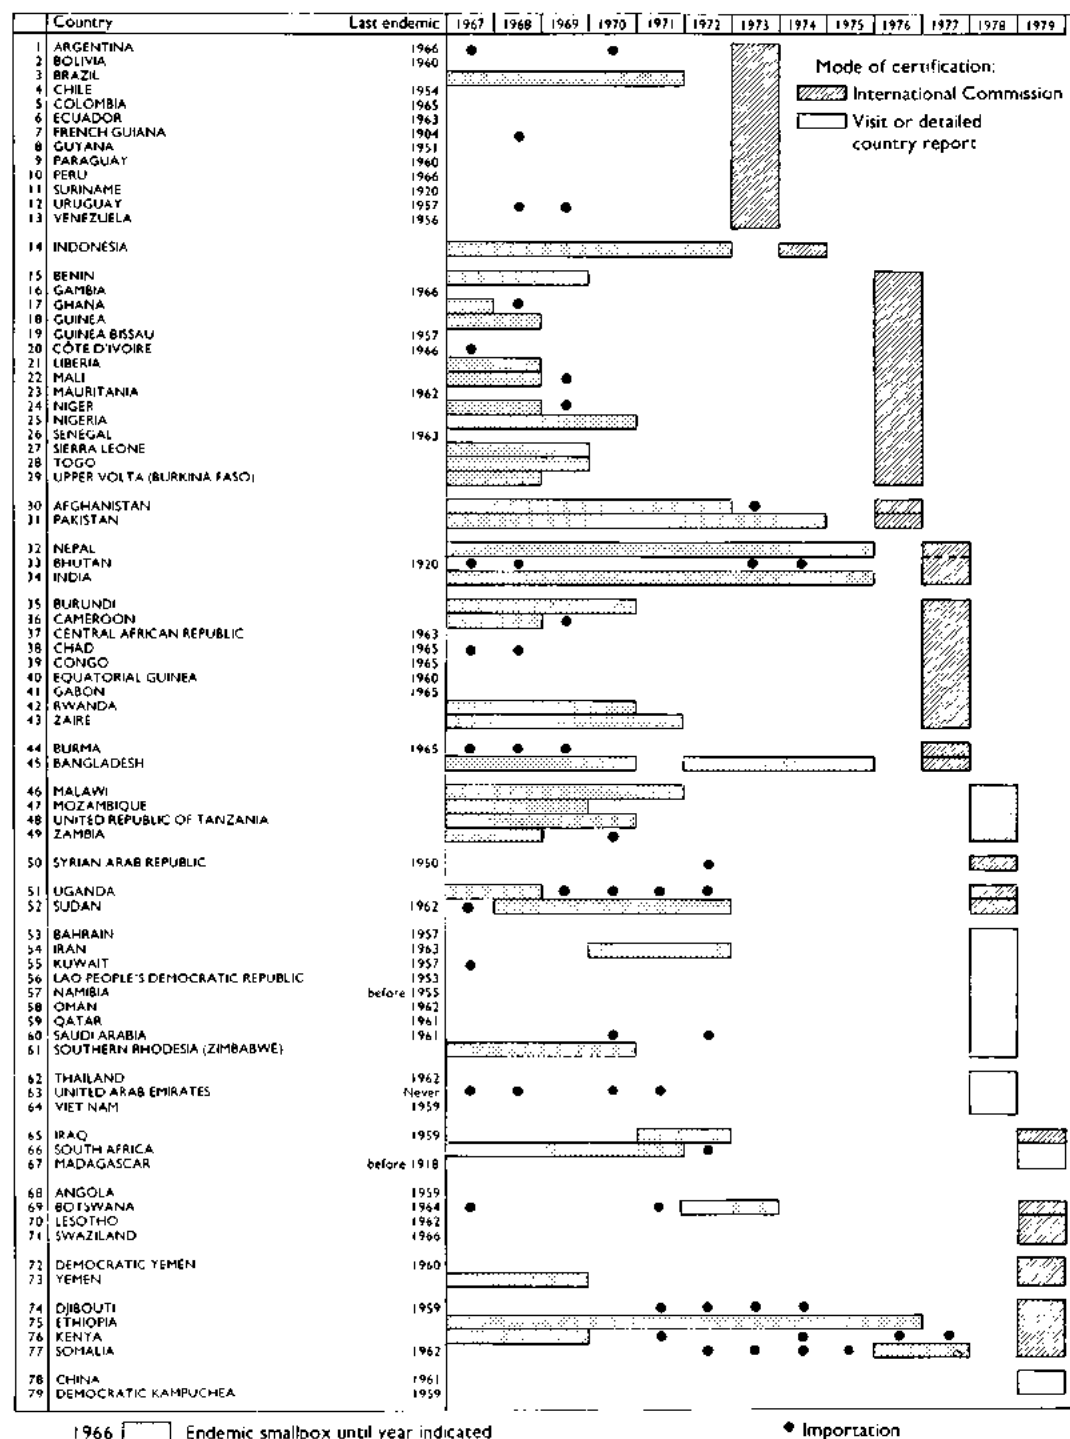 Country Last endemic 1967 1968 1969 1970 1971 1972 1973 1974 1975 1976 1977 1978 1979
1 ARGENTINA 1966
2 BOLIVIA 1960
3 BRAZIL
4 CHILE 1954
5 COLOMBIA 1965
6 ECUADOR 1963
7 FRENCH GUIANA 1904
8 GUYANA 1951
9 PARAGUAY 1960
10 PERU 1966
11 SURINAME 1920
12 URUGUAY 1957
13 VENEZUELA 1956
Mode of certification:
International Commission
Visit or detailed
country report
14 INDONESIA
15 BENIN
16 GAMBIA 1966
17 GHANA
18 GUINEA
19 GUINEA BISSAU 1957
20 CÔTE D'IVOIRE 1966
21 LIBERIA
22 MALI
23 MAURITANIA 1962
24 NIGER
25 NIGERIA
26 SENEGAL 1963
27 SIERRA LEONE
28 TOGO
29 UPPER VOLTA (BURKINA FASO)
30 AFGHANISTAN
31 PAKISTAN
32 NEPAL
33 BHUTAN 1920
34 INDIA
35 BURUNDI
36 CAMEROON
37 CENTRAL AFRICAN REPUBLIC 1963
38 CHAD 1965
39 CONGO 1965
40 EQUATORIAL GUINEA 1960
41 GABON 1965
42 RWANDA
43 ZAIRE
44 BURMA 1965
45 BANGLADESH
46 MALAWI
47 MOZAMBIQUE
48 UNITED REPUBLIC OF TANZANIA
49 ZAMBIA
50 SYRIAN ARAB REPUBLIC 1950
51 UGANDA
52 SUDAN 1962
53 BAHRAIN 1957
54 IRAN 1963
55 KUWAIT 1957
56 LAO PEOPLE'S DEMOCRATIC REPUBLIC 1953
57 NAMIBIA before 1955
58 OMAN 1962
59 QATAR 1961
60 SAUDI ARABIA 1961
61 SOUTHERN RHODESIA (ZIMBABWE)
62 THAILAND 1962
63 UNITED ARAB EMIRATES Never
64 VIET NAM 1959
65 IRAQ 1959
66 SOUTH AFRICA
67 MADAGASCAR before 1918
68 ANGOLA 1959
69 BOTSWANA 1964
70 LESOTHO 1962
71 SWAZILAND 1966
72 DEMOCRATIC YEMEN 1960
73 YEMEN
74 DJIBOUTI 1959
75 ETHIOPIA
76 KENYA
77 SOMALIA 1962
78 CHINA 1961
79 DEMOCRATIC KAMPUCHEA 1959
1966 Endemic smallbox until year indicated
Importation